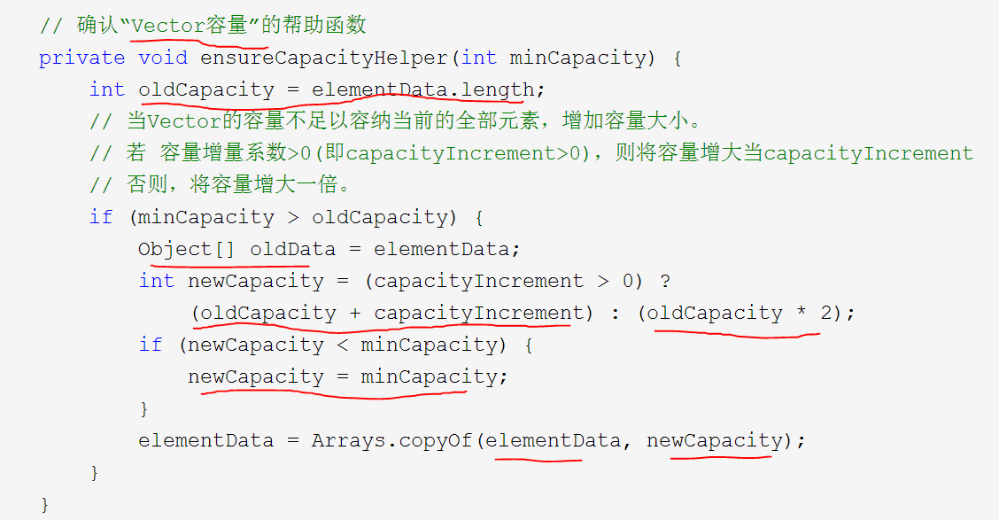 // 确认“Vector容量”的帮助函数
private void ensureCapacityHelper(int minCapacity) {
int oldCapacity = elementData.length;
// 当Vector的容量不足以容纳当前的全部元素，增加容量大小。
// 若 容量增量系数>0(即capacityIncrement>0)，则将容量增大当capacityIncrement
// 否则，将容量增大一倍。
if (minCapacity > oldCapacity) {
Object[] oldData = elementData;
int newCapacity = (capacityIncrement > 0) ?
(oldCapacity + capacityIncrement) : (oldCapacity * 2);
if (newCapacity < minCapacity) {
newCapacity = minCapacity;
}
elementData = Arrays.copyOf(elementData, newCapacity);
}
}